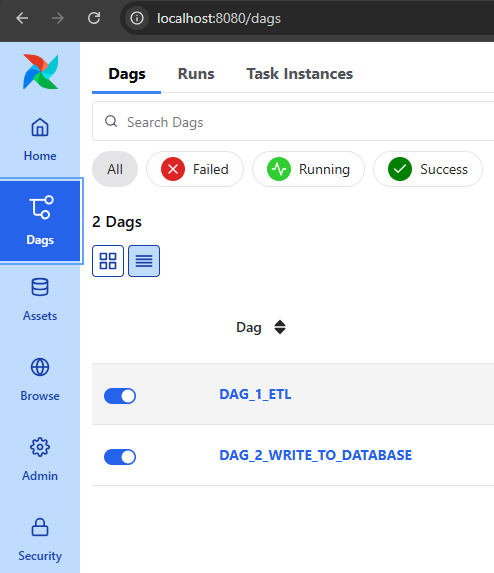 localhost:8080/dags
Dags Runs Task Instances
Search Dags
All Failed Running Success
2 Dags
Dag
DAG_1_ETL
DAG_2_WRITE_TO_DATABASE
Home
Dags
Assets
Browse
Admin
Security